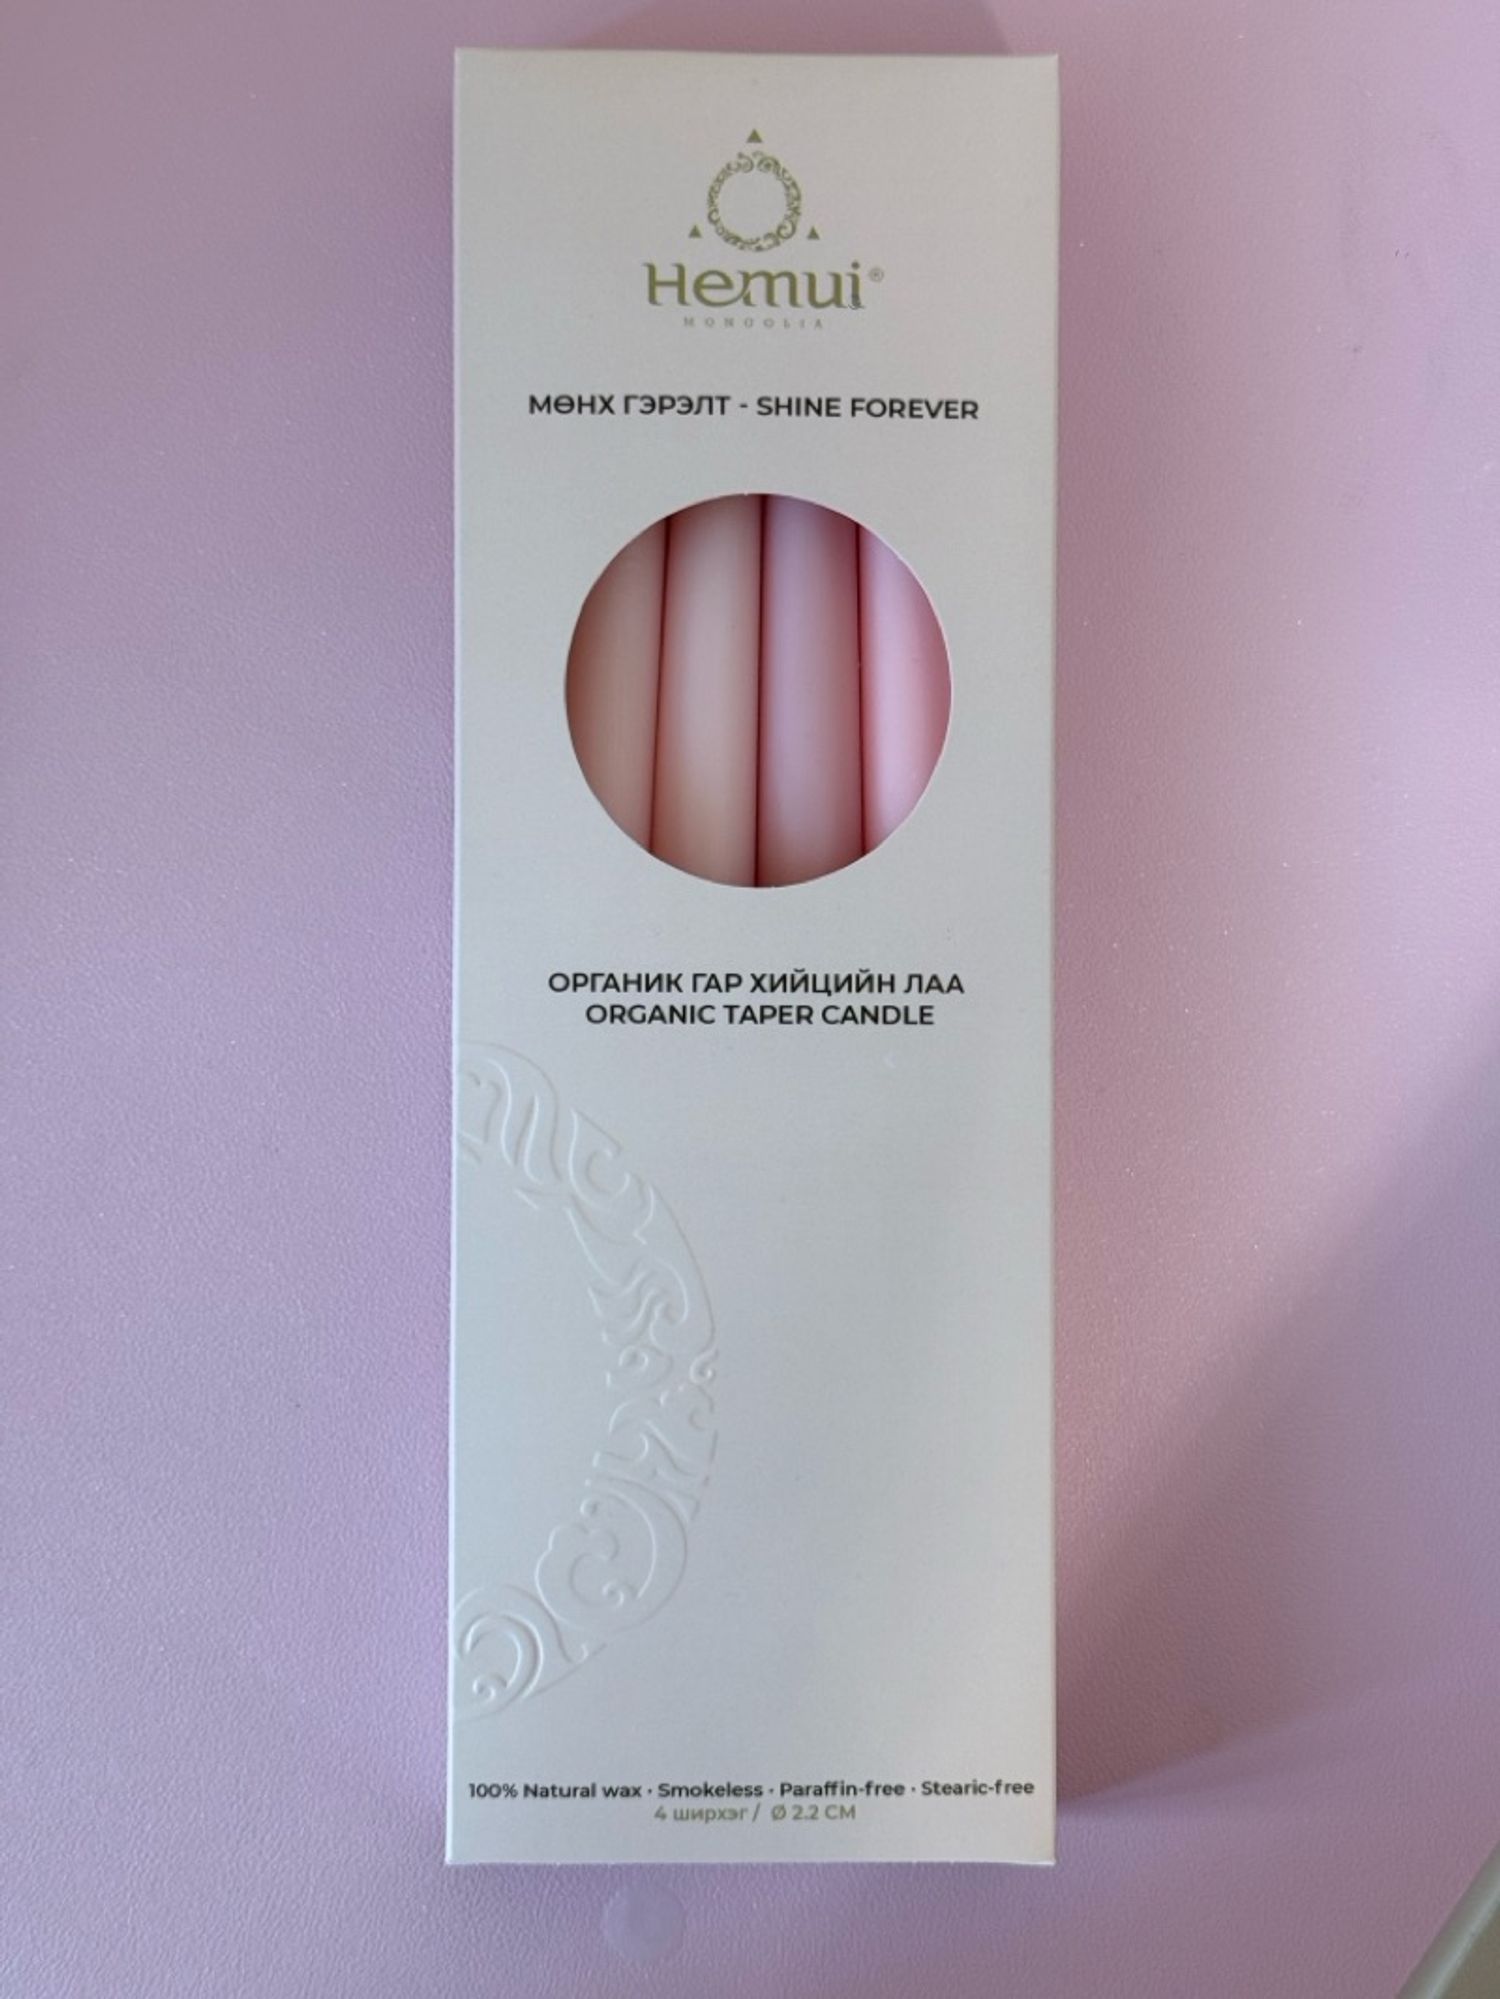 Hemui®
MONGOLIA
МӨНХ ГЭРЭЛТ - SHINE FOREVER
ОРГАНИК ГАР ХИЙЦИЙН ЛАА
ORGANIC TAPER CANDLE
100% Natural wax · Smokeless · Paraffin-free · Stearic-free
4 ширхэг / Ø 2.2 CM